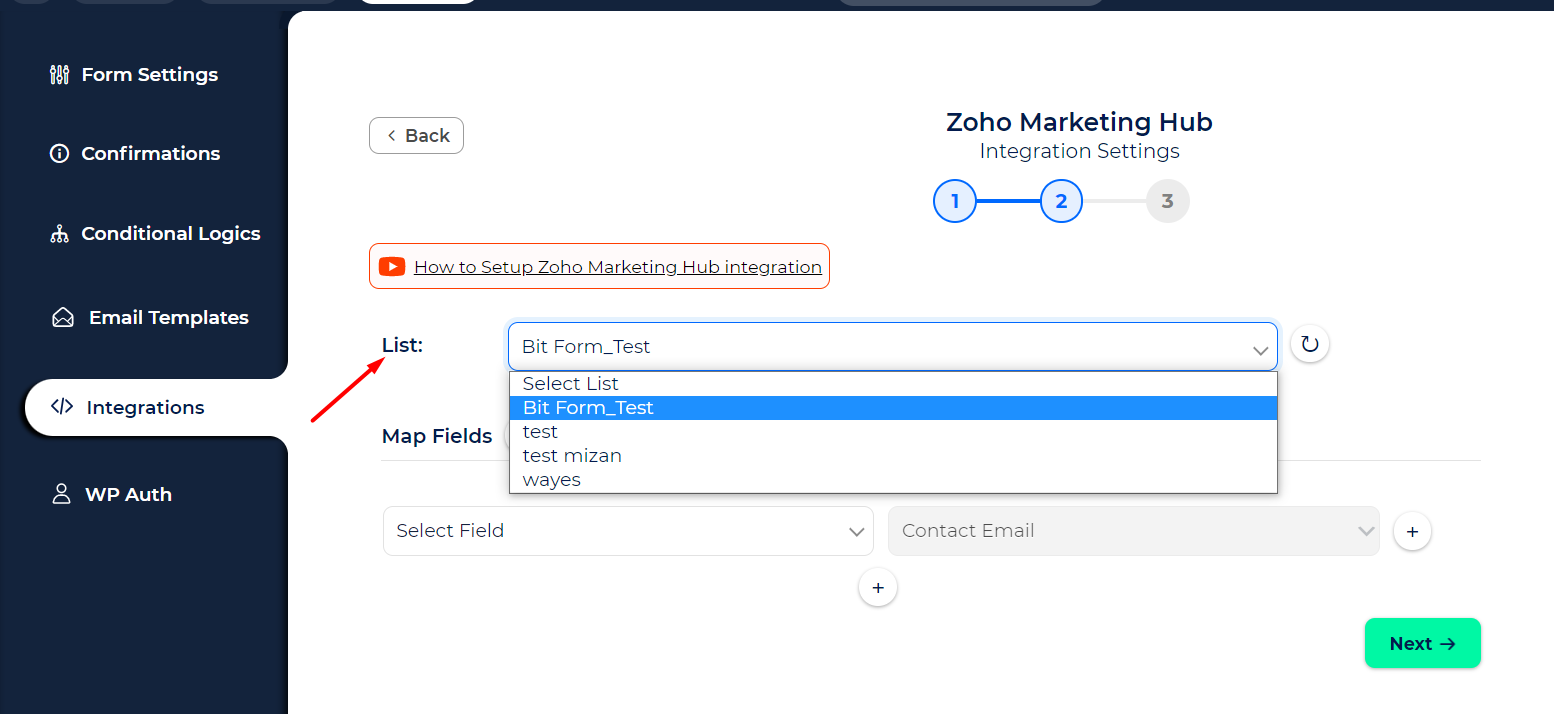 Form Settings
Confirmations
Conditional Logics
Email Templates
Integrations
WP Auth
Back
Zoho Marketing Hub
Integration Settings
1
2
3
How to Setup Zoho Marketing Hub integration
List:
Bit Form_Test
Select List
Bit Form_Test
test
test mizan
wayes
Map Fields
Select Field
Contact Email
+
+
Next →